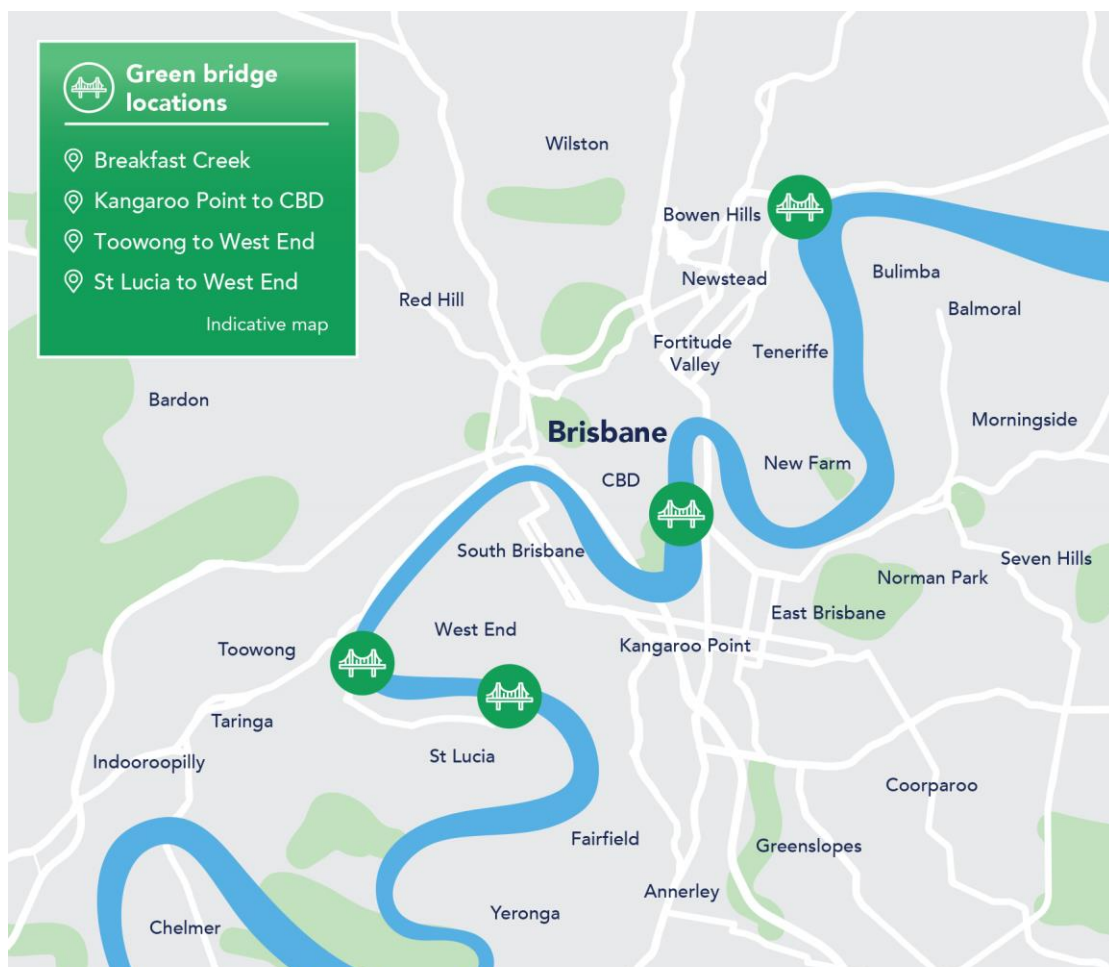 Green bridge
locations
Breakfast Creek
Kangaroo Point to CBD
Toowong to West End
St Lucia to West End
Indicative map
Wilston
Bowen Hills
Newstead
Bulimba
Red Hill
Balmoral
Fortitude
Valley
Teneriffe
Bardon
Morningside
Brisbane
New Farm
CBD
South Brisbane
Seven Hills
Norman Park
East Brisbane
West End
Toowong
Kangaroo Point
Taringa
St Lucia
Indooroopilly
Coorparoo
Fairfield
Greenslopes
Annerley
Yeronga
Chelmer